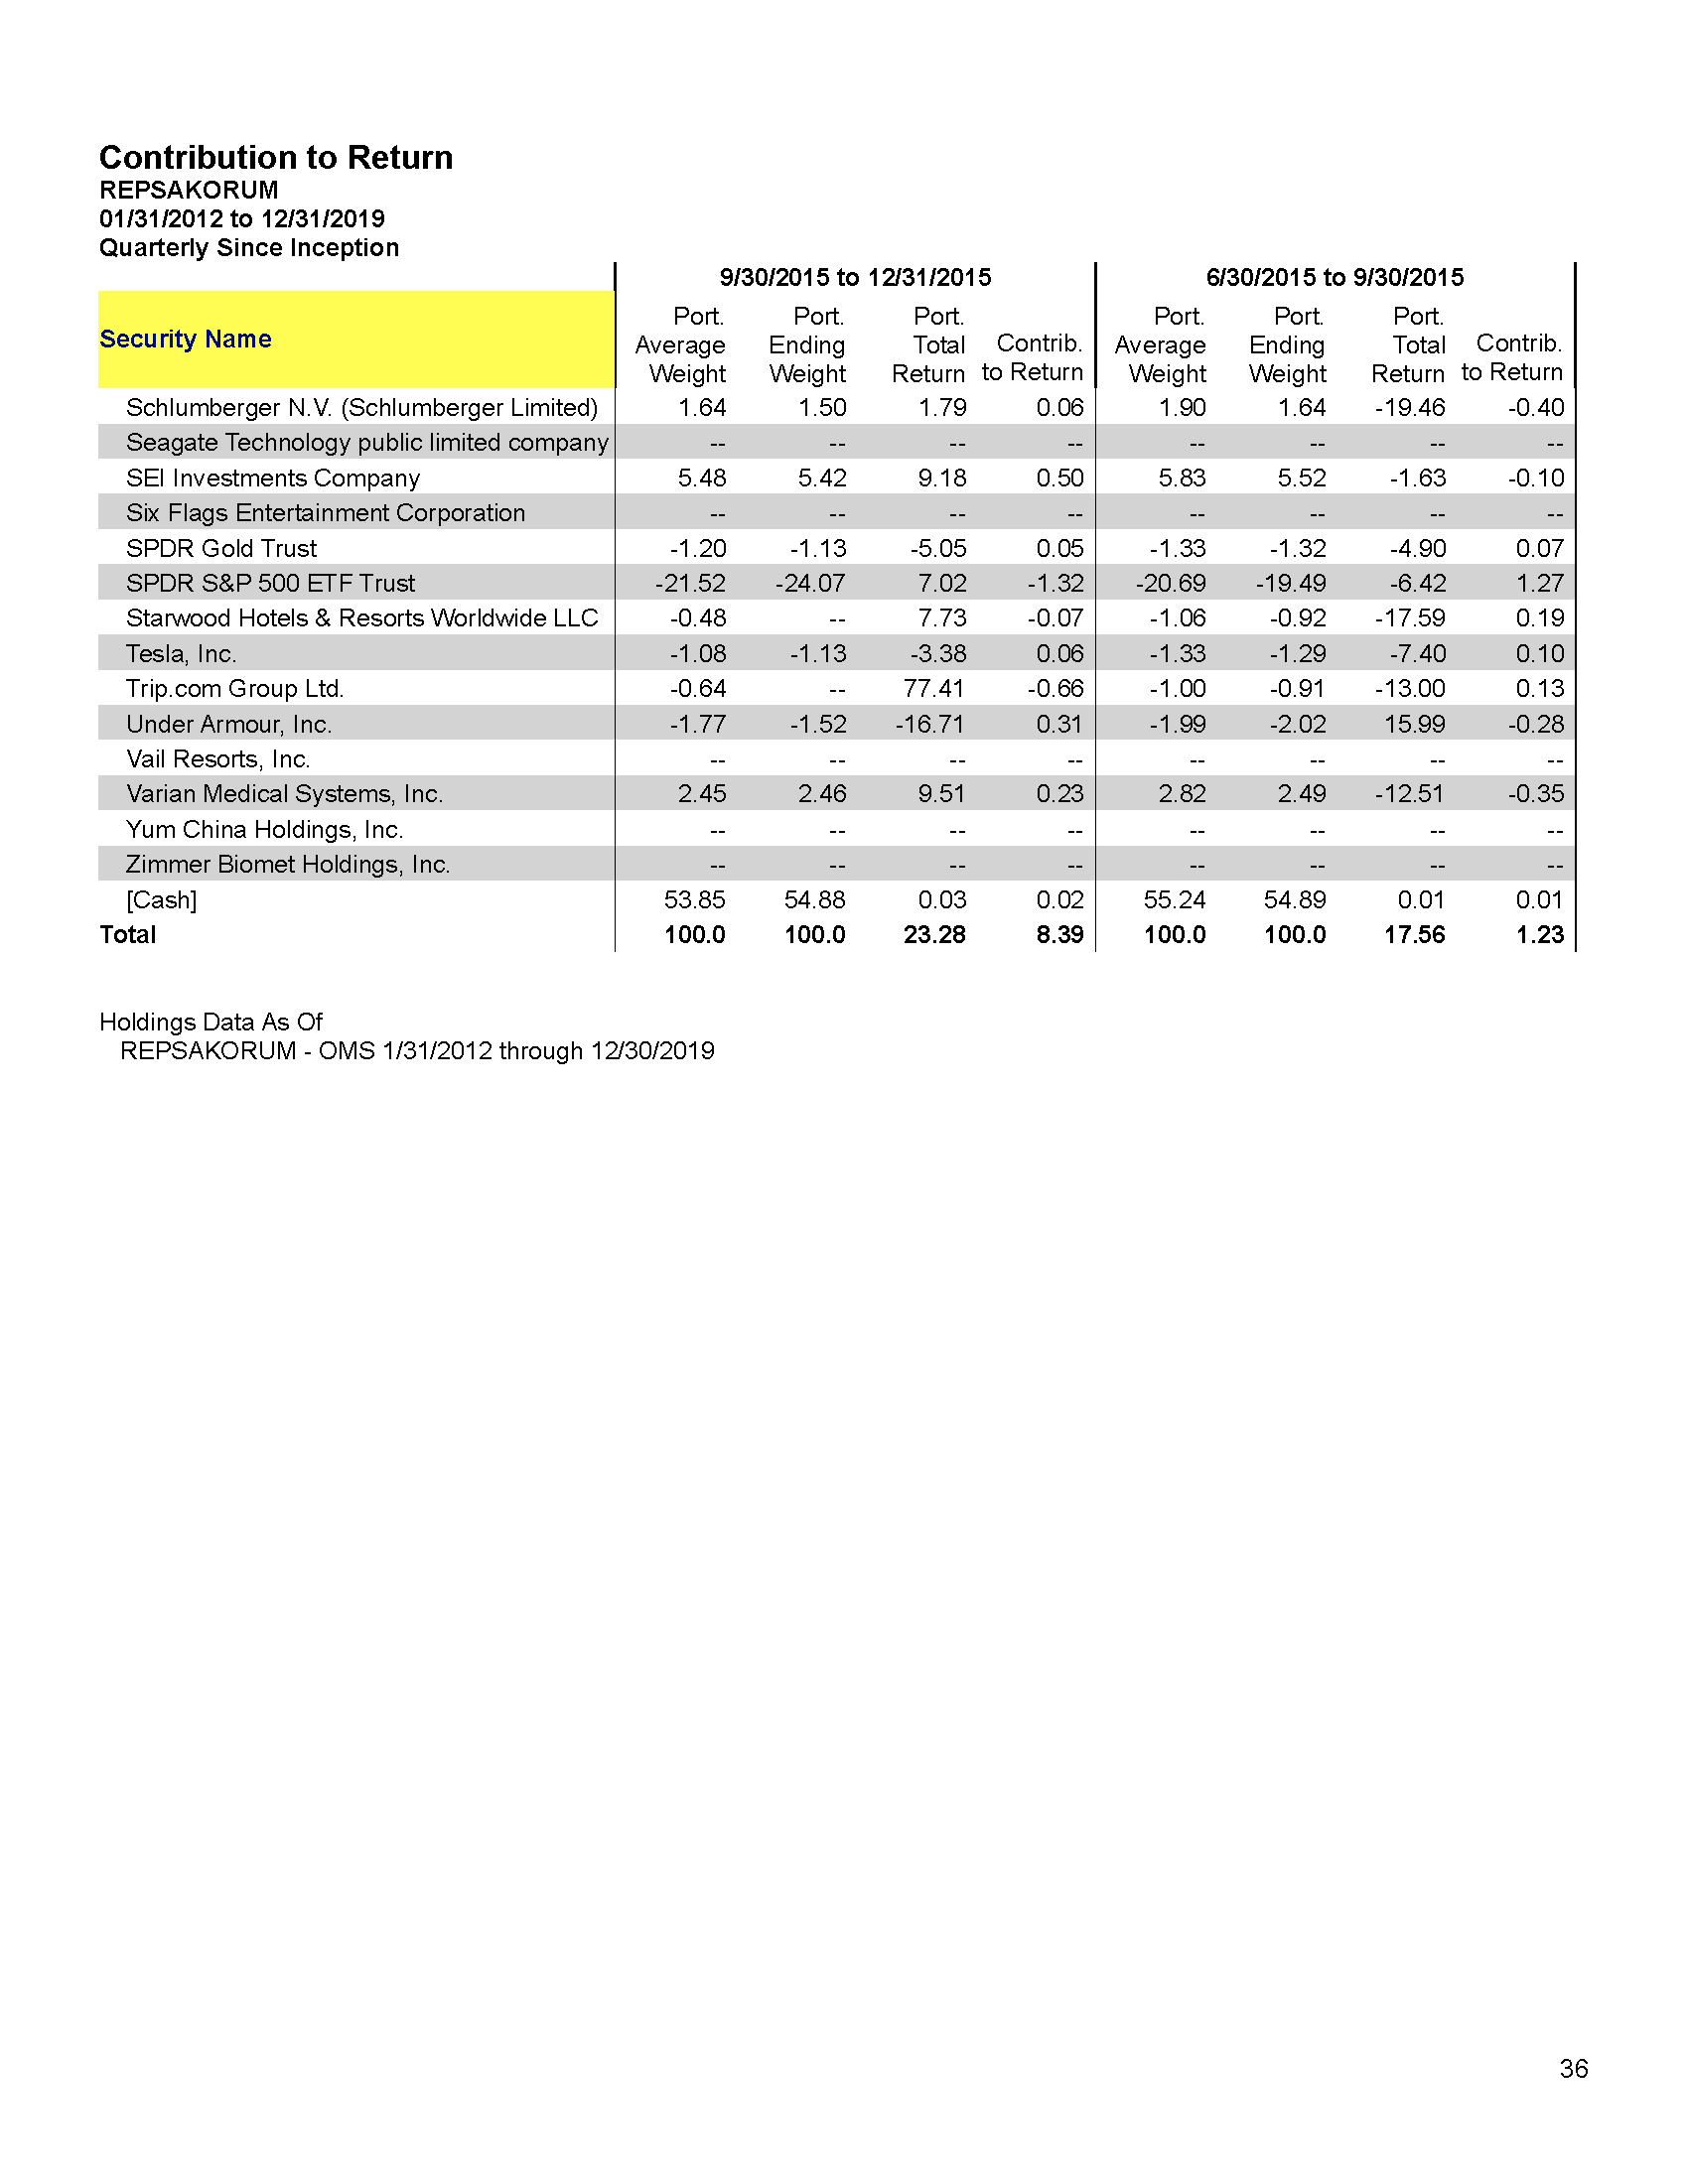 Contribution to Return
REPSAKORUM
01/31/2012 to 12/31/2019
Quarterly Since Inception
9/30/2015 to 12/31/2015 6/30/2015 to 9/30/2015
Security Name Port. Average Weight Port. Ending Weight Port. Total Return Contrib. to Return Port. Average Weight Port. Ending Weight Port. Total Return Contrib. to Return
Schlumberger N.V. (Schlumberger Limited) 1.64 1.50 1.79 0.06 1.90 1.64 -19.46 -0.40
Seagate Technology public limited company -- -- -- -- -- -- -- --
SEI Investments Company 5.48 5.42 9.18 0.50 5.83 5.52 -1.63 -0.10
Six Flags Entertainment Corporation -- -- -- -- -- -- -- --
SPDR Gold Trust -1.20 -1.13 -5.05 0.05 -1.33 -1.32 -4.90 0.07
SPDR S&P 500 ETF Trust -21.52 -24.07 7.02 -1.32 -20.69 -19.49 -6.42 1.27
Starwood Hotels & Resorts Worldwide LLC -0.48 -- 7.73 -0.07 -1.06 -0.92 -17.59 0.19
Tesla, Inc. -1.08 -1.13 -3.38 0.06 -1.33 -1.29 -7.40 0.10
Trip.com Group Ltd. -0.64 -- 77.41 -0.66 -1.00 -0.91 -13.00 0.13
Under Armour, Inc. -1.77 -1.52 -16.71 0.31 -1.99 -2.02 15.99 -0.28
Vail Resorts, Inc. -- -- -- -- -- -- -- --
Varian Medical Systems, Inc. 2.45 2.46 9.51 0.23 2.82 2.49 -12.51 -0.35
Yum China Holdings, Inc. -- -- -- -- -- -- -- --
Zimmer Biomet Holdings, Inc. -- -- -- -- -- -- -- --
[Cash] 53.85 54.88 0.03 0.02 55.24 54.89 0.01 0.01
Total 100.0 100.0 23.28 8.39 100.0 100.0 17.56 1.23
Holdings Data As Of
REPSAKORUM - OMS 1/31/2012 through 12/30/2019
36